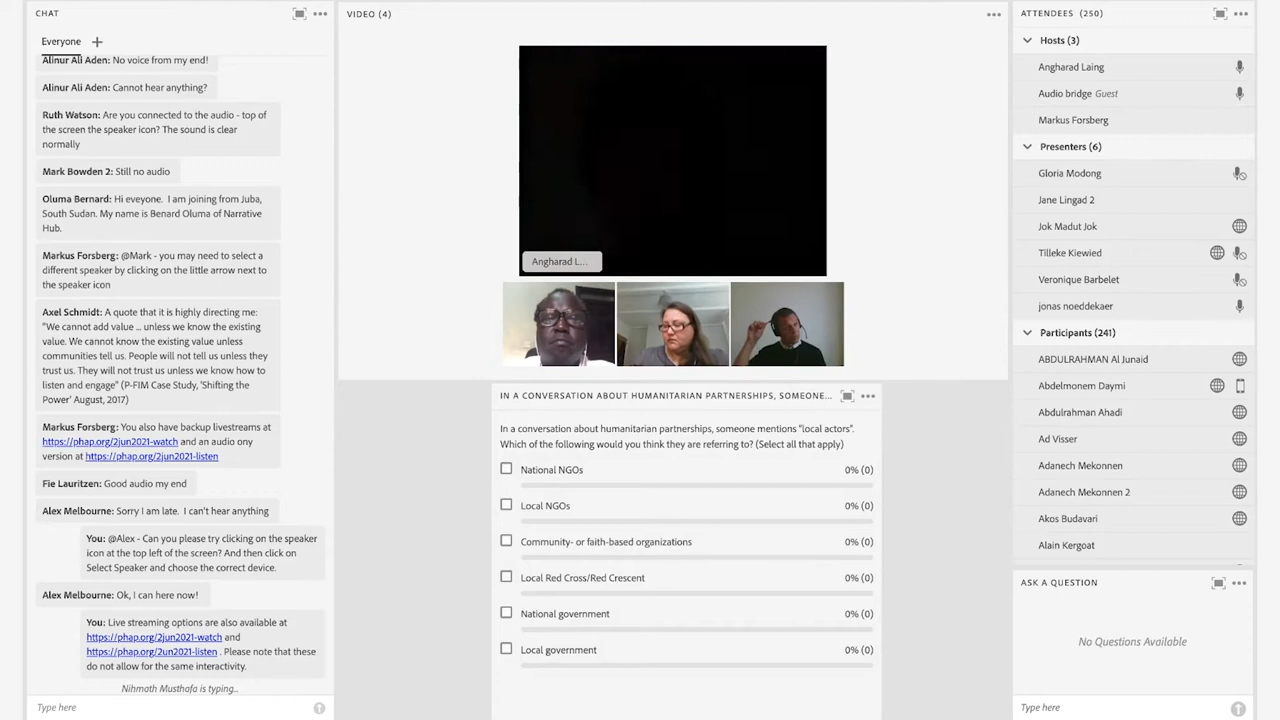 CHAT
Everyone
Alinur Ali Aden: No voice from my end!
Alinur Ali Aden: Cannot hear anything?
Ruth Watson: Are you connected to the audio - top of
the screen the speaker icon? The sound is clear
normally
Mark Bowden 2: Still no audio
Oluma Bernard: Hi eveyone. I am joining from Juba,
South Sudan. My name is Benard Oluma of Narrative
Hub.
Markus Forsberg: @Mark - you may need to select a
different speaker by clicking on the little arrow next to
the speaker icon
Axel Schmidt: A quote that it is highly directing me:
"We cannot add value ... unless we know the existing
value. We cannot know the existing value unless
communities tell us. People will not tell us unless they
trust us. They will not trust us unless we know how to
listen and engage" (P-FIM Case Study, 'Shifting the
Power' August, 2017)
Markus Forsberg: You also have backup livestreams at
https://phap.org/2jun2021-watch and an audio ony
version at https://phap.org/2jun2021-listen
Fie Lauritzen: Good audio my end
Alex Melbourne: Sorry I am late. I can't hear anything
You: @Alex - Can you please try clicking on the speaker
icon at the top left of the screen? And then click on
Select Speaker and choose the correct device.
Alex Melbourne: Ok, I can here now!
You: Live streaming options are also available at
https://phap.org/2jun2021-watch and
https://phap.org/2un2021-listen . Please note that these
do not allow for the same interactivity.
Nihmath Musthafa is typing...
Type here
VIDEO (4)
Angharad L...
IN A CONVERSATION ABOUT HUMANITARIAN PARTNERSHIPS, SOMEONE...
In a conversation about humanitarian partnerships, someone mentions "local actors".
Which of the following would you think they are referring to? (Select all that apply)
National NGOs 0% (0)
Local NGOs 0% (0)
Community- or faith-based organizations 0% (0)
Local Red Cross/Red Crescent 0% (0)
National government 0% (0)
Local government 0% (0)
ATTENDEES (250)
Hosts (3)
Angharad Laing
Audio bridge Guest
Markus Forsberg
Presenters (6)
Gloria Modong
Jane Lingad 2
Jok Madut Jok
Tilleke Kiewied
Veronique Barbelet
jonas noeddekaer
Participants (241)
ABDULRAHMAN Al Junaid
Abdelmonem Daymi
Abdulrahman Ahadi
Ad Visser
Adanech Mekonnen
Adanech Mekonnen 2
Akos Budavari
Alain Kergoat
ASK A QUESTION
No Questions Available
Type here